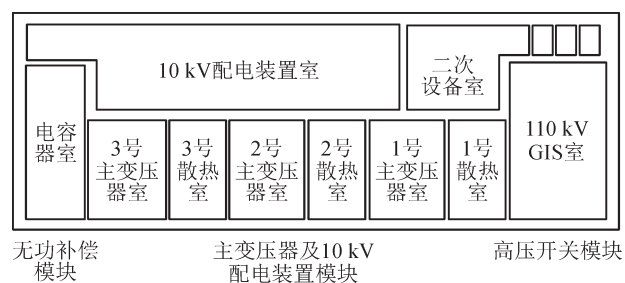 10 kV配电装置室
二次
设备室
电容
器室
3号
主变压
器室
3号
散热
室
2号
主变压
器室
2号
散热
室
1号
主变压
器室
1号
散热
室
110 kV
GIS室
无功补偿
模块
主变压器及10 kV
配电装置模块
高压开关模块